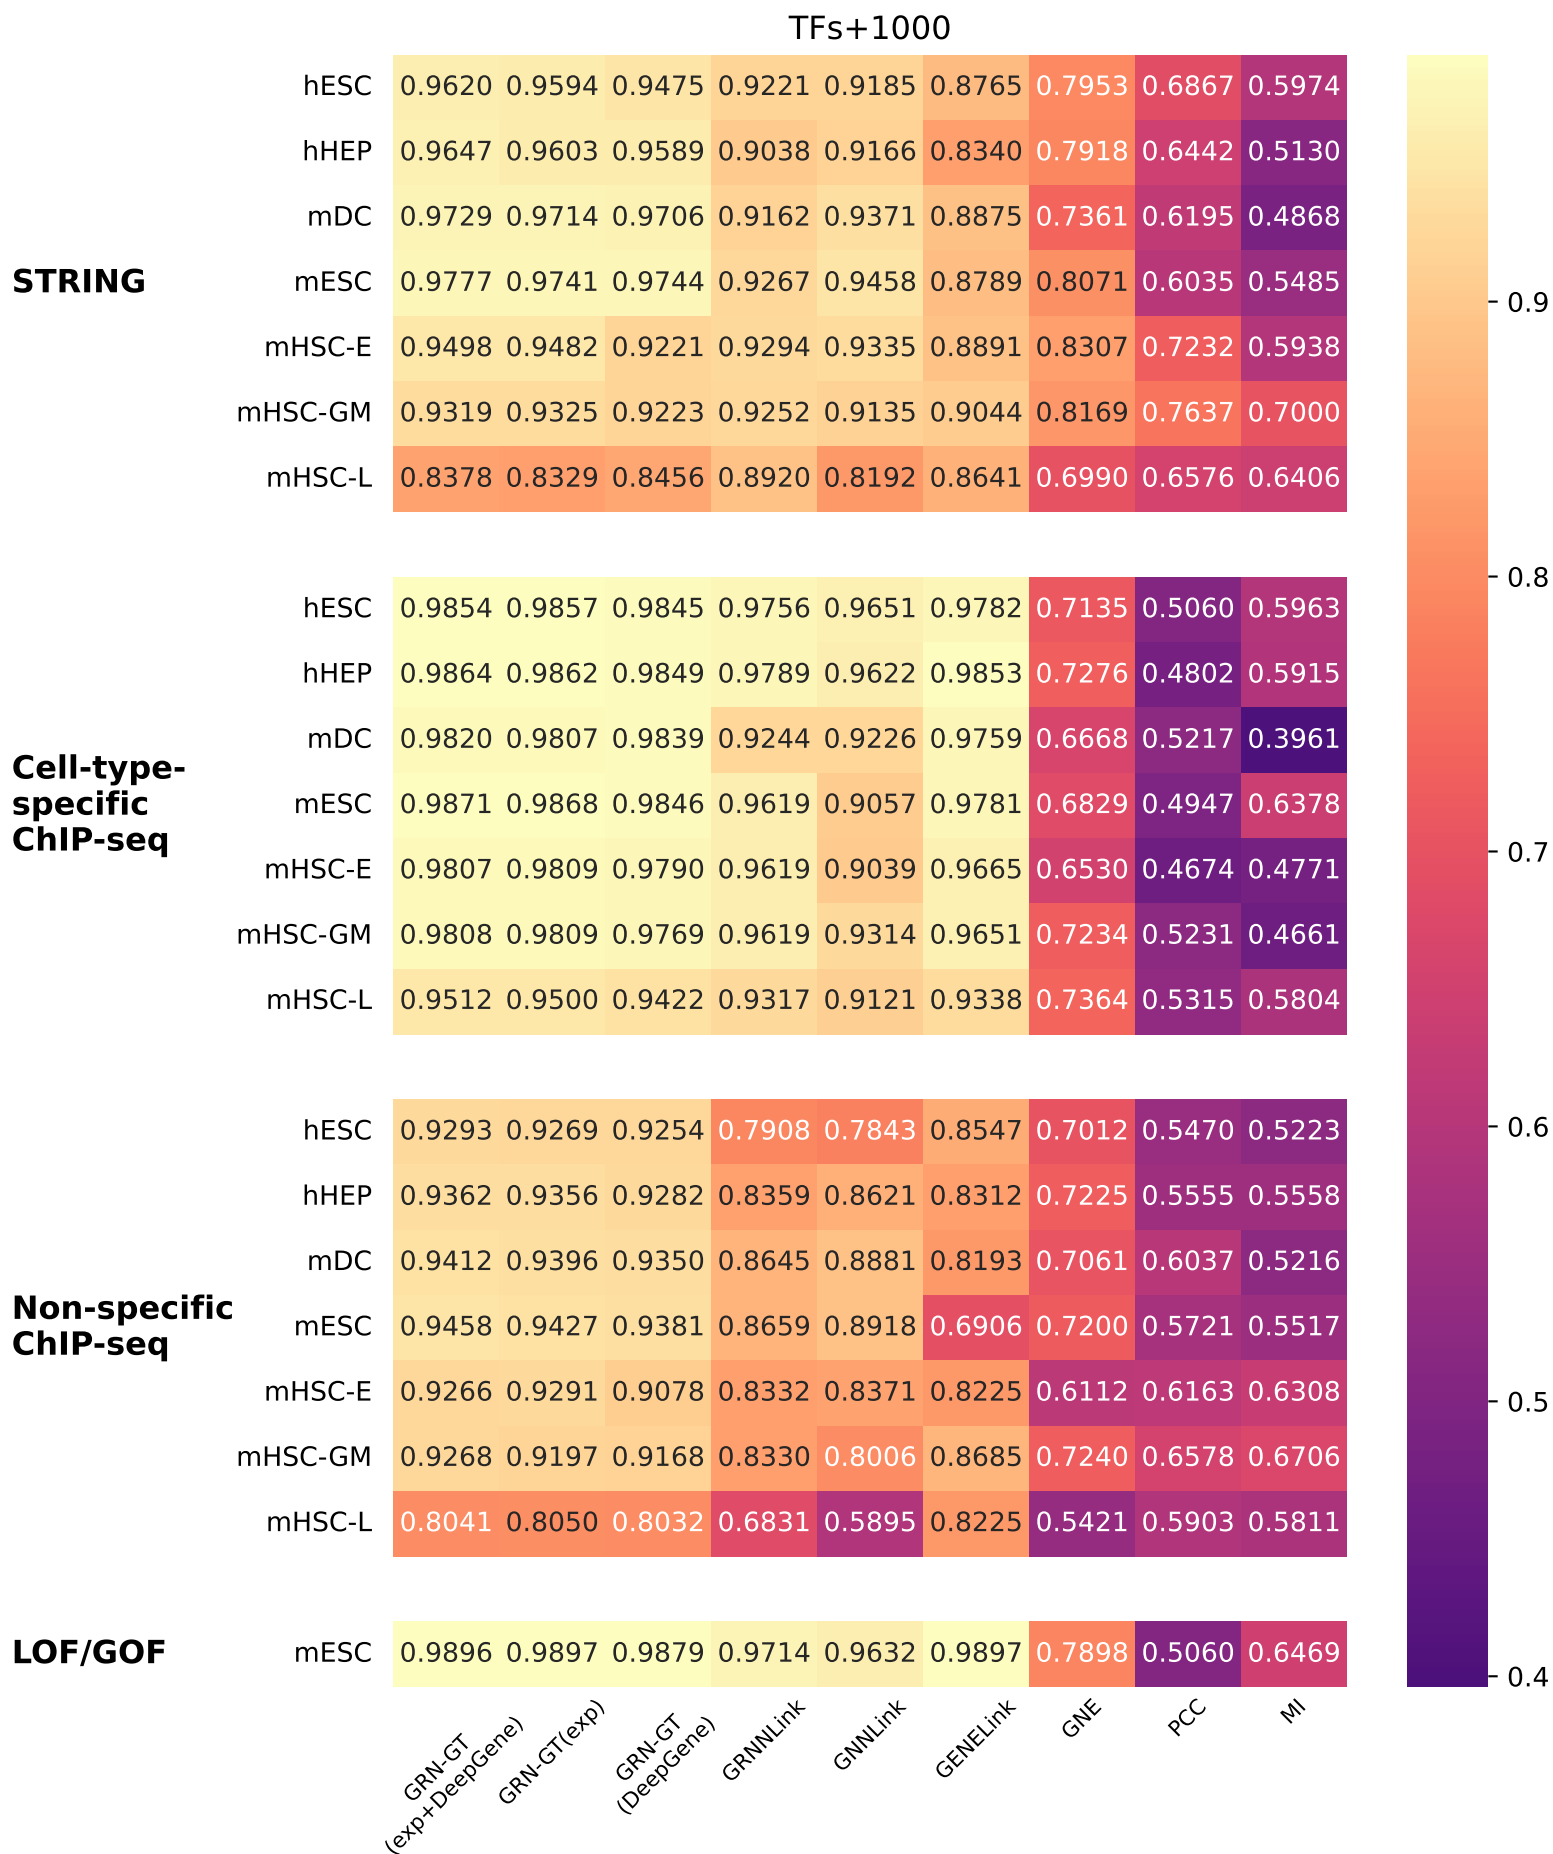 TFs+1000
STRING
hESC 0.9620 0.9594 0.9475 0.9221 0.9185 0.8765 0.7953 0.6867 0.5974
hHEP 0.9647 0.9603 0.9589 0.9038 0.9166 0.8340 0.7918 0.6442 0.5130
mDC 0.9729 0.9714 0.9706 0.9162 0.9371 0.8875 0.7361 0.6195 0.4868
mESC 0.9777 0.9741 0.9744 0.9267 0.9458 0.8789 0.8071 0.6035 0.5485
mHSC-E 0.9498 0.9482 0.9221 0.9294 0.9335 0.8891 0.8307 0.7232 0.5938
mHSC-GM 0.9319 0.9325 0.9223 0.9252 0.9135 0.9044 0.8169 0.7637 0.7000
mHSC-L 0.8378 0.8329 0.8456 0.8920 0.8192 0.8641 0.6990 0.6576 0.6406
Cell-type-
specific
ChIP-seq
hESC 0.9854 0.9857 0.9845 0.9756 0.9651 0.9782 0.7135 0.5060 0.5963
hHEP 0.9864 0.9862 0.9849 0.9789 0.9622 0.9853 0.7276 0.4802 0.5915
mDC 0.9820 0.9807 0.9839 0.9244 0.9226 0.9759 0.6668 0.5217 0.3961
mESC 0.9871 0.9868 0.9846 0.9619 0.9057 0.9781 0.6829 0.4947 0.6378
mHSC-E 0.9807 0.9809 0.9790 0.9619 0.9039 0.9665 0.6530 0.4674 0.4771
mHSC-GM 0.9808 0.9809 0.9769 0.9619 0.9314 0.9651 0.7234 0.5231 0.4661
mHSC-L 0.9512 0.9500 0.9422 0.9317 0.9121 0.9338 0.7364 0.5315 0.5804
Non-specific
ChIP-seq
hESC 0.9293 0.9269 0.9254 0.7908 0.7843 0.8547 0.7012 0.5470 0.5223
hHEP 0.9362 0.9356 0.9282 0.8359 0.8621 0.8312 0.7225 0.5555 0.5558
mDC 0.9412 0.9396 0.9350 0.8645 0.8881 0.8193 0.7061 0.6037 0.5216
mESC 0.9458 0.9427 0.9381 0.8659 0.8918 0.6906 0.7200 0.5721 0.5517
mHSC-E 0.9266 0.9291 0.9078 0.8332 0.8371 0.8225 0.6112 0.6163 0.6308
mHSC-GM 0.9268 0.9197 0.9168 0.8330 0.8006 0.8685 0.7240 0.6578 0.6706
mHSC-L 0.8041 0.8050 0.8032 0.6831 0.5895 0.8225 0.5421 0.5903 0.5811
LOF/GOF
mESC 0.9896 0.9897 0.9879 0.9714 0.9632 0.9897 0.7898 0.5060 0.6469
GRN-GT
(exp+DeepGene)
GRN-GT(exp)
GRN-GT
(DeepGene)
GRNNLink
GNNLink
GENELink
GNE
PCC
MI
0.9
0.8
0.7
0.6
0.5
0.4